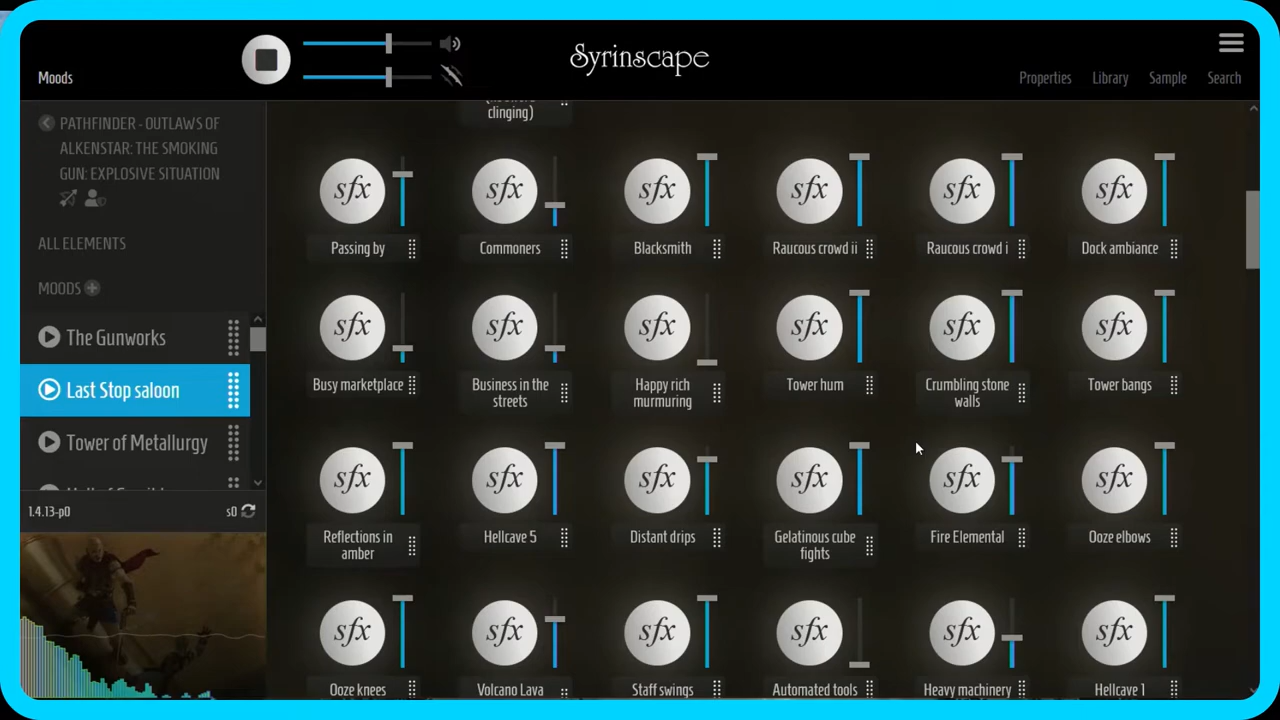 Syrinscape
Moods
Properties
Library
Sample
Search
PATHFINDER - OUTLAWS OF
ALKENSTAR: THE SMOKING
GUN: EXPLOSIVE SITUATION
ALL ELEMENTS
MOODS
The Gunworks
Last Stop saloon
Tower of Metallurgy
1.4.13-p0
s0
clinging)
sfx
sfx
sfx
sfx
sfx
sfx
Passing by
Commoners
Blacksmith
Raucous crowd ii
Raucous crowd i
Dock ambiance
sfx
sfx
sfx
sfx
sfx
sfx
Busy marketplace
Business in the
streets
Happy rich
murmuring
Tower hum
Crumbling stone
walls
Tower bangs
sfx
sfx
sfx
sfx
sfx
sfx
Reflections in
amber
Hellcave 5
Distant drips
Gelatinous cube
fights
Fire Elemental
Ooze elbows
sfx
sfx
sfx
sfx
sfx
sfx
Ooze knees
Volcano Lava
Staff swings
Automated tools
Heavy machinery
Hellcave 1